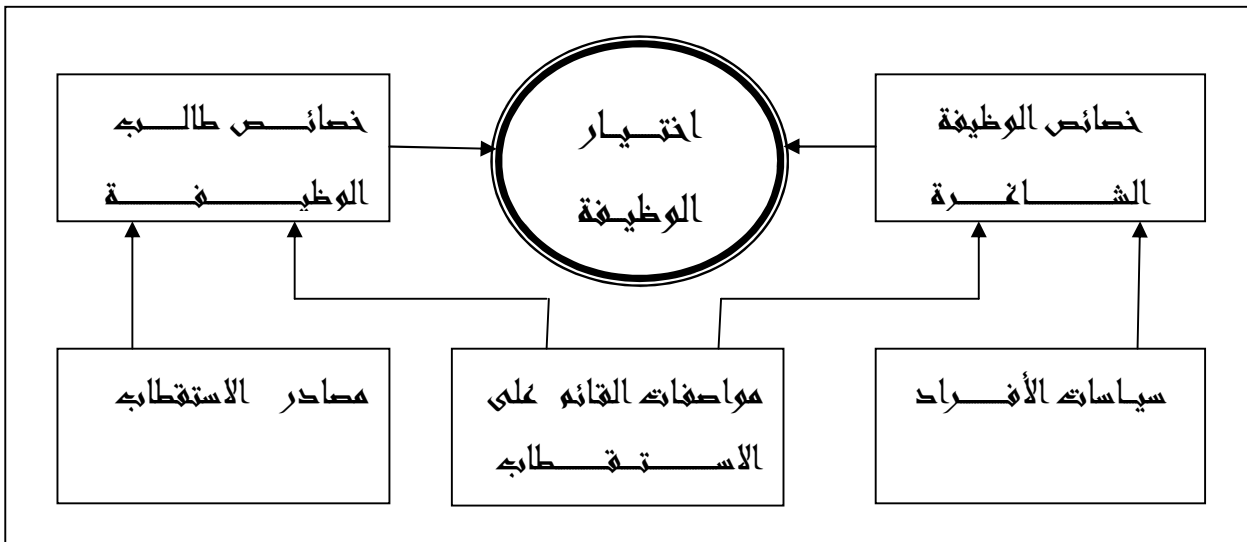 خصائص الوظيفة
الشاغرة
اختيار
الوظيفة
خصائص طالب
الوظيفة
سياسات الأفراد
مواصفات القائم على
الاستقطاب
مصادر الاستقطاب